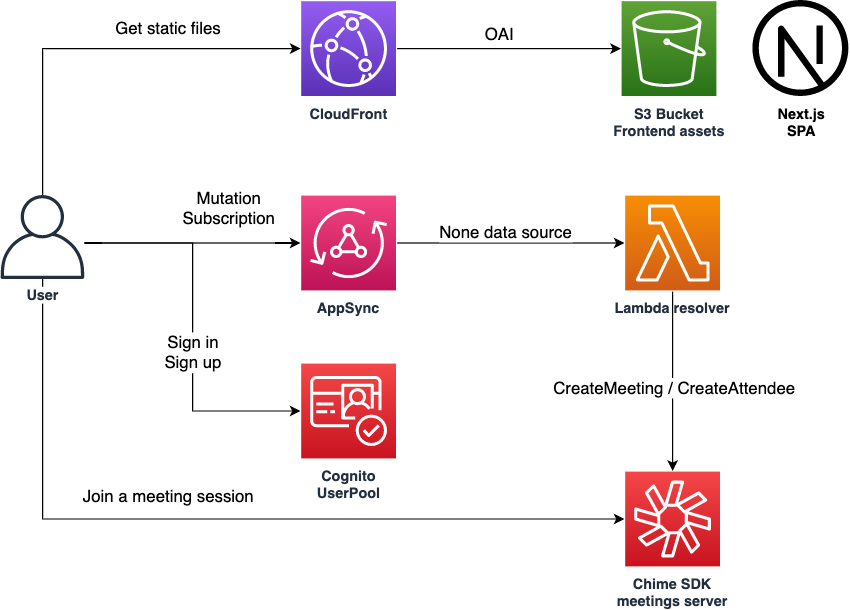 Get static files
OAI
CloudFront
S3 Bucket
Frontend assets
Next.js
SPA
Mutation
Subscription
None data source
User
AppSync
Lambda resolver
Sign in
Sign up
CreateMeeting / CreateAttendee
Cognito
UserPool
Join a meeting session
Chime SDK
meetings server